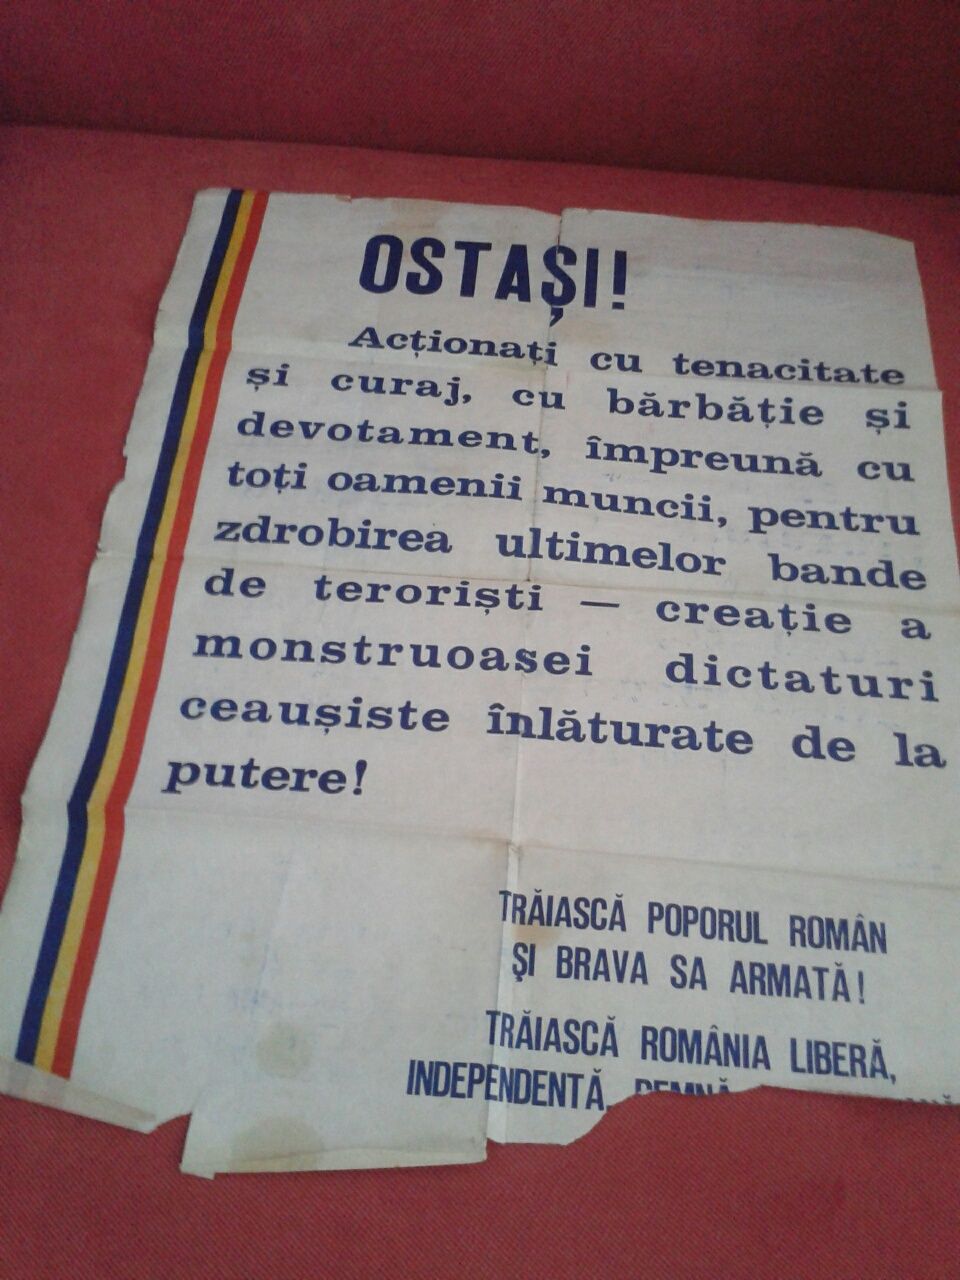 OSTAȘI!
Acționați cu tenacitate
și curaj, cu bărbăție și
devotament, împreună cu
toți oamenii muncii, pentru
zdrobirea ultimelor bande
de teroriști — creație a
monstruoasei dictaturi
ceaușiste înlăturate de la
putere!
TRĂIASCĂ POPORUL ROMÂN
ȘI BRAVA SA ARMATĂ!
TRĂIASCĂ ROMÂNIA LIBERĂ,
INDEPENDENTĂ, DEMNĂ